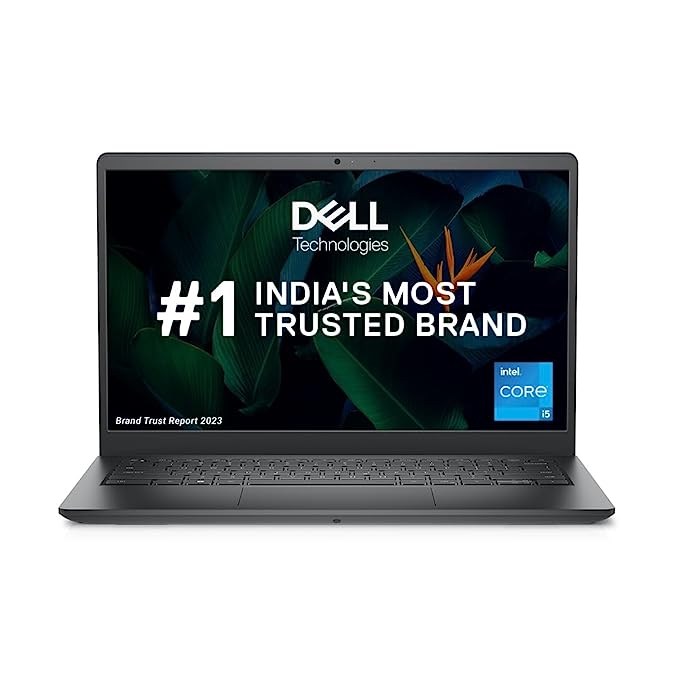 DELL
Technologies
#1 INDIA'S MOST
TRUSTED BRAND
intel.
CORE
i5
Brand Trust Report 2023